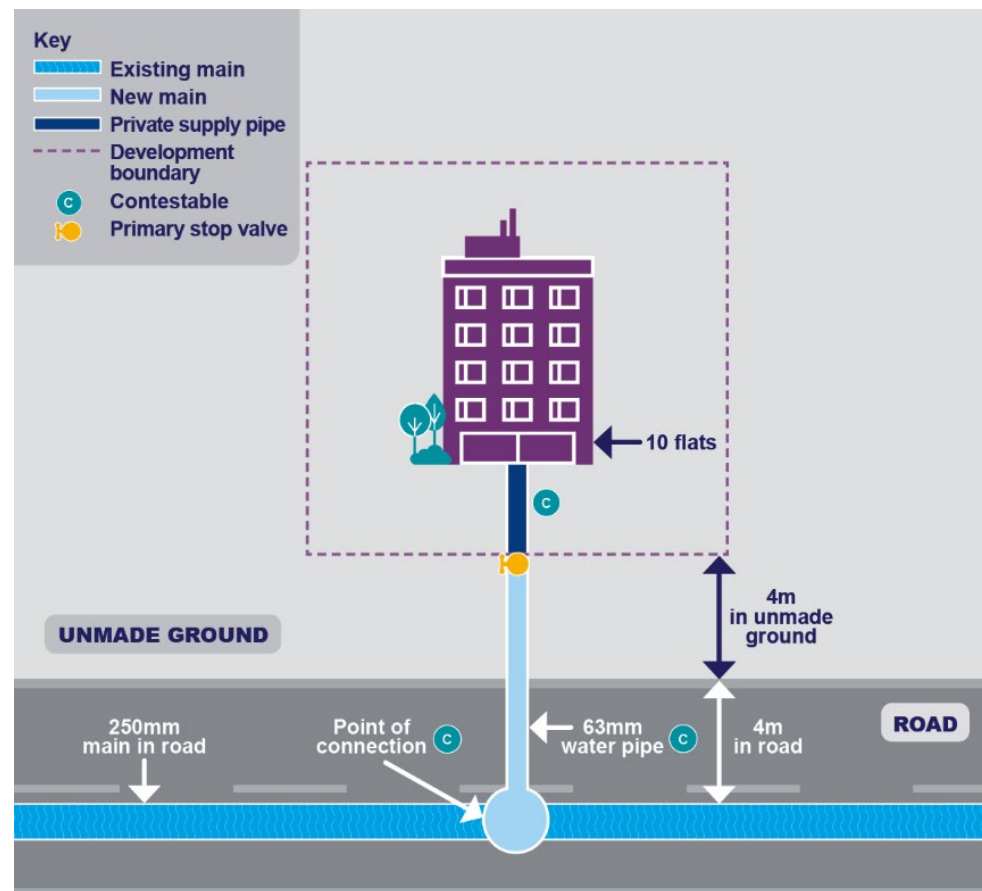 Key
Existing main
New main
Private supply pipe
Development
boundary
C
Contestable
Primary stop valve
10 flats
C
4m
in unmade
ground
UNMADE GROUND
250mm
main in road
Point of
connection C
63mm
water pipe C
4m
in road
ROAD